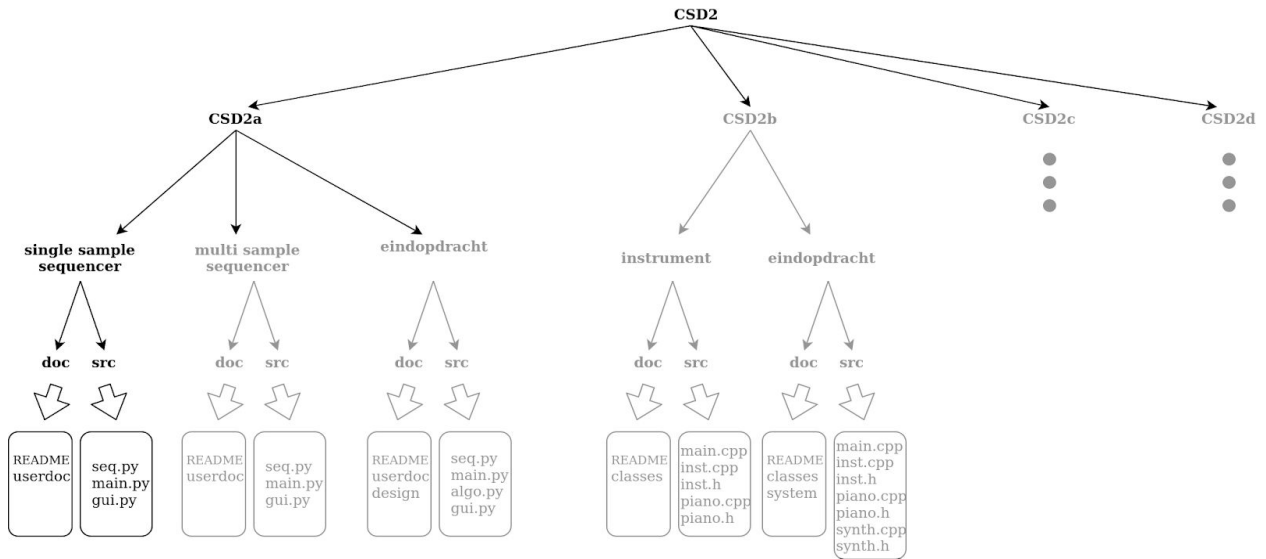 CSD2
CSD2a
CSD2b
CSD2c
CSD2d
single sample
sequencer
multi sample
sequencer
eindopdracht
instrument
eindopdracht
doc
src
doc
src
doc
src
doc
src
doc
src
README
userdoc
seq.py
main.py
gui.py
README
userdoc
seq.py
main.py
gui.py
README
userdoc
design
seq.py
main.py
algo.py
gui.py
README
classes
main.cpp
inst.cpp
inst.h
piano.cpp
piano.h
README
classes
system
main.cpp
inst.cpp
inst.h
piano.cpp
piano.h
synth.cpp
synth.h